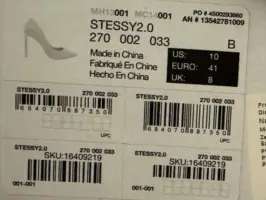 MH13001 MC14001
PO # 4500293860
AN # 13542781009
STESSY2.0
270 002 033
B
Made in China
Fabriqué En China
Hecho En China
US: 10
EURO: 41
UK: 8
STESSY2.0 270 002 033
UPC
STESSY2.0 270 002 033
UPC
STESSY2.0 270 002 033
SKU:16409219
001-001
STESSY2.0 270 002 033
SKU:16409219
001-001